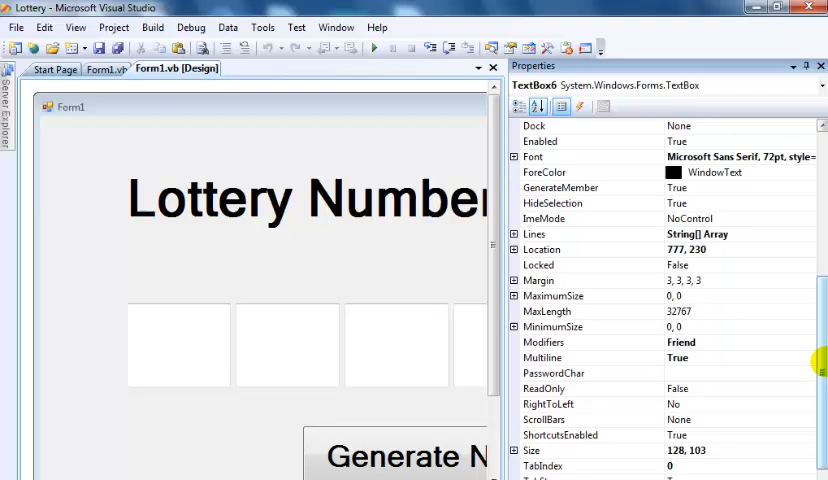 Lottery - Microsoft Visual Studio
File Edit View Project Build Debug Data Tools Test Window Help
Start Page Form1.vb Form1.vb [Design]
Properties
TextBox6 System.Windows.Forms.TextBox
Server Explorer
Form1
Lottery Number
Generate N
Dock None
Enabled True
Font Microsoft Sans Serif, 72pt, style=
ForeColor WindowText
GenerateMember True
HideSelection True
ImeMode NoControl
Lines String[] Array
Location 777, 230
Locked False
Margin 3, 3, 3, 3
MaximumSize 0, 0
MaxLength 32767
MinimumSize 0, 0
Modifiers Friend
Multiline True
PasswordChar
ReadOnly False
RightToLeft No
ScrollBars None
ShortcutsEnabled True
Size 128, 103
TabIndex 0